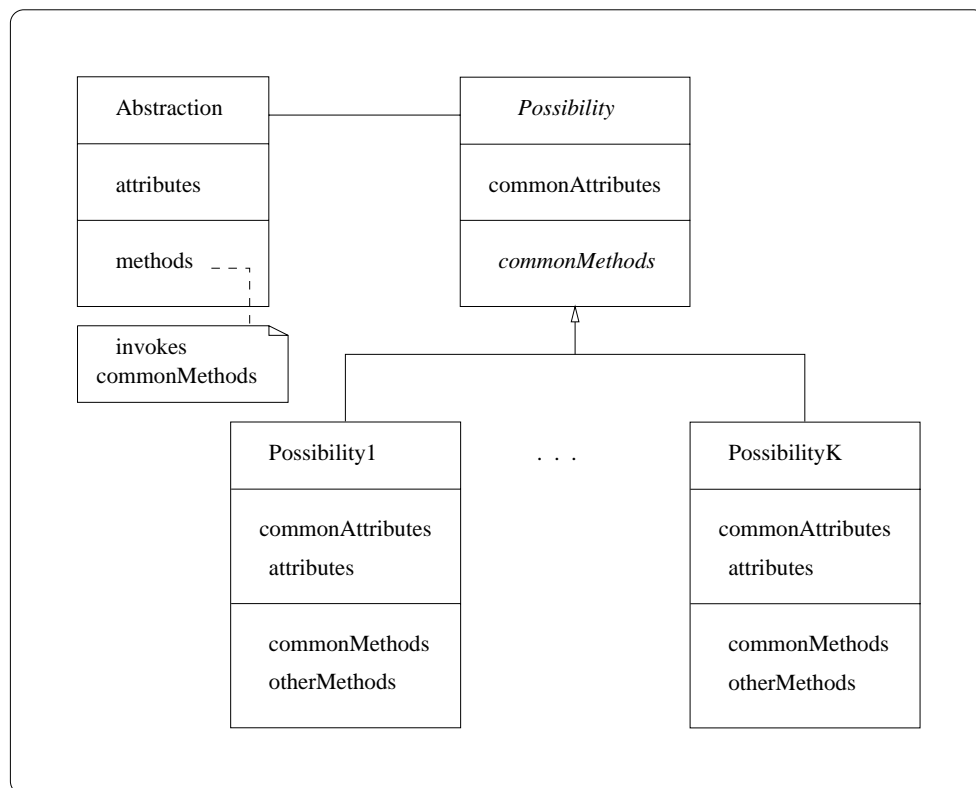 Abstraction
attributes
methods
invokes
commonMethods
Possibility
commonAttributes
commonMethods
Possibility1
commonAttributes
attributes
commonMethods
otherMethods
. . .
PossibilityK
commonAttributes
attributes
commonMethods
otherMethods